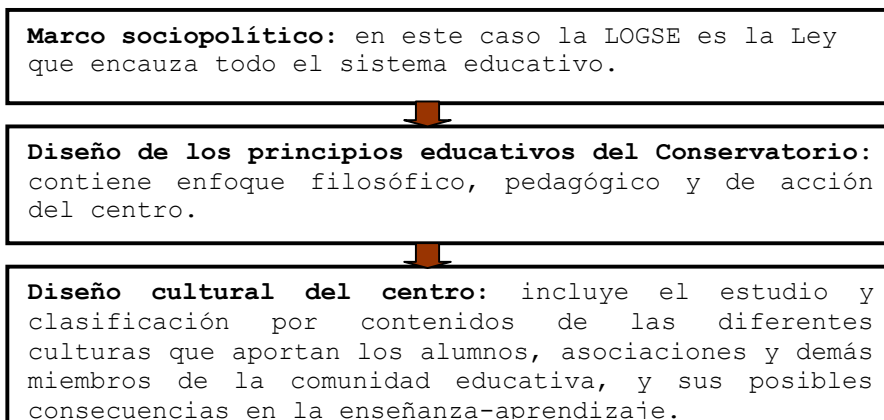 Marco sociopolítico: en este caso la LOGSE es la Ley
que encauza todo el sistema educativo.
Diseño de los principios educativos del Conservatorio:
contiene enfoque filosófico, pedagógico y de acción
del centro.
Diseño cultural del centro: incluye el estudio y
clasificación por contenidos de las diferentes
culturas que aportan los alumnos, asociaciones y demás
miembros de la comunidad educativa, y sus posibles
consecuencias en la enseñanza-aprendizaje.